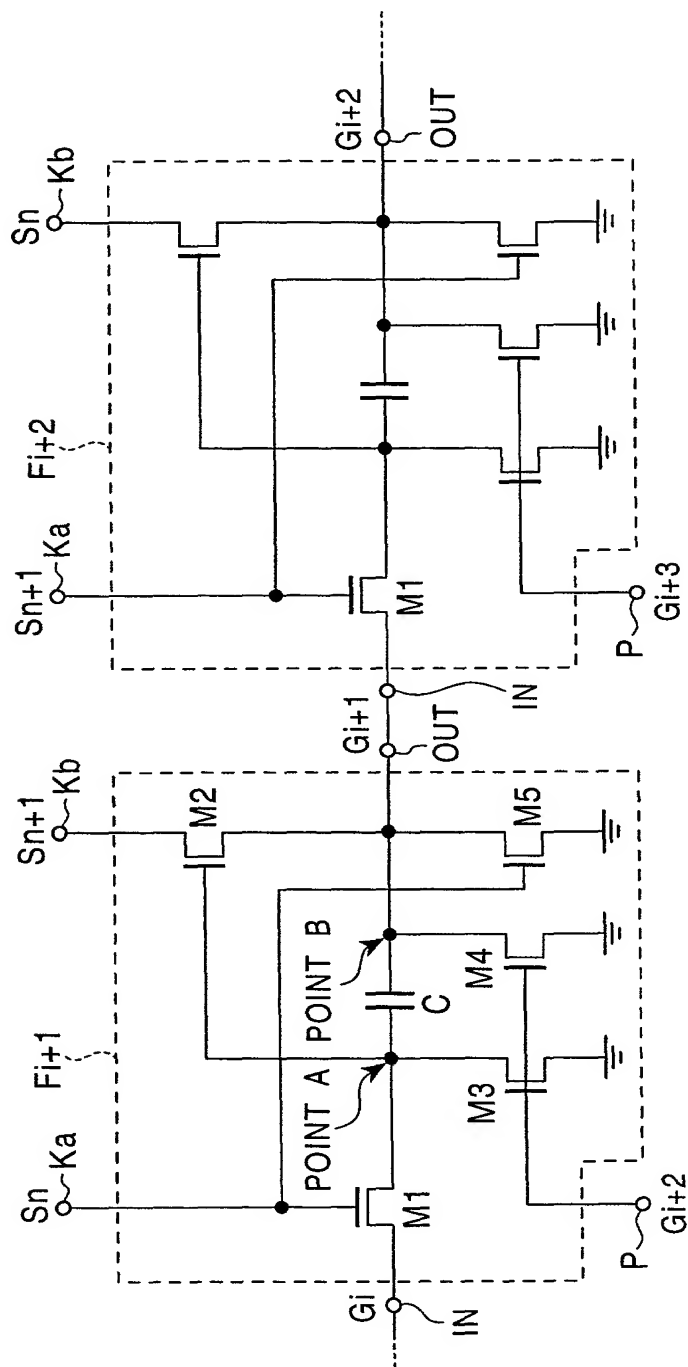 Sn
Ka
Fi+1
Sn+1
Kb
Sn+1
Ka
Fi+2
Sn
Kb
M2
POINT A
POINT B
Gi
IN
M1
C
Gi+1
OUT
IN
M1
Gi+2
OUT
M3
M4
M5
P
Gi+2
P
Gi+3